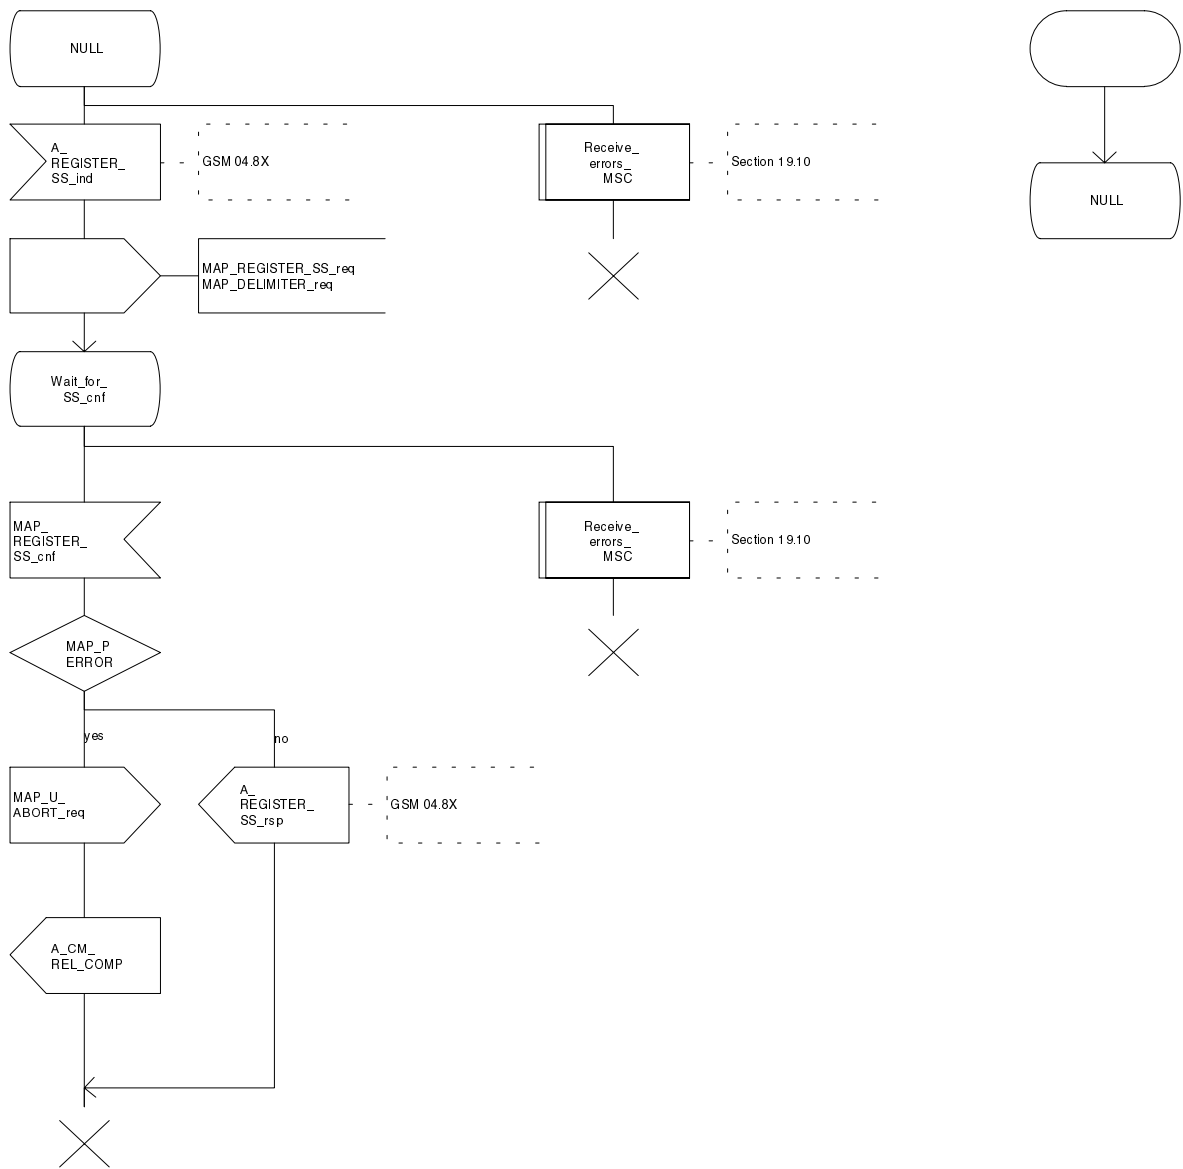 NULL
A_
REGISTER_
SS_ind
GSM 04.8X
Receive_
errors_
MSC
Section 19.10
NULL
MAP_REGISTER_SS_req
MAP_DELIMITER_req
Wait_for_
SS_cnf
MAP_
REGISTER_
SS_cnf
Receive_
errors_
MSC
Section 19.10
MAP_P
ERROR
yes
no
MAP_U_
ABORT_req
A_
REGISTER_
SS_rsp
GSM 04.8X
A_CM_
REL_COMP